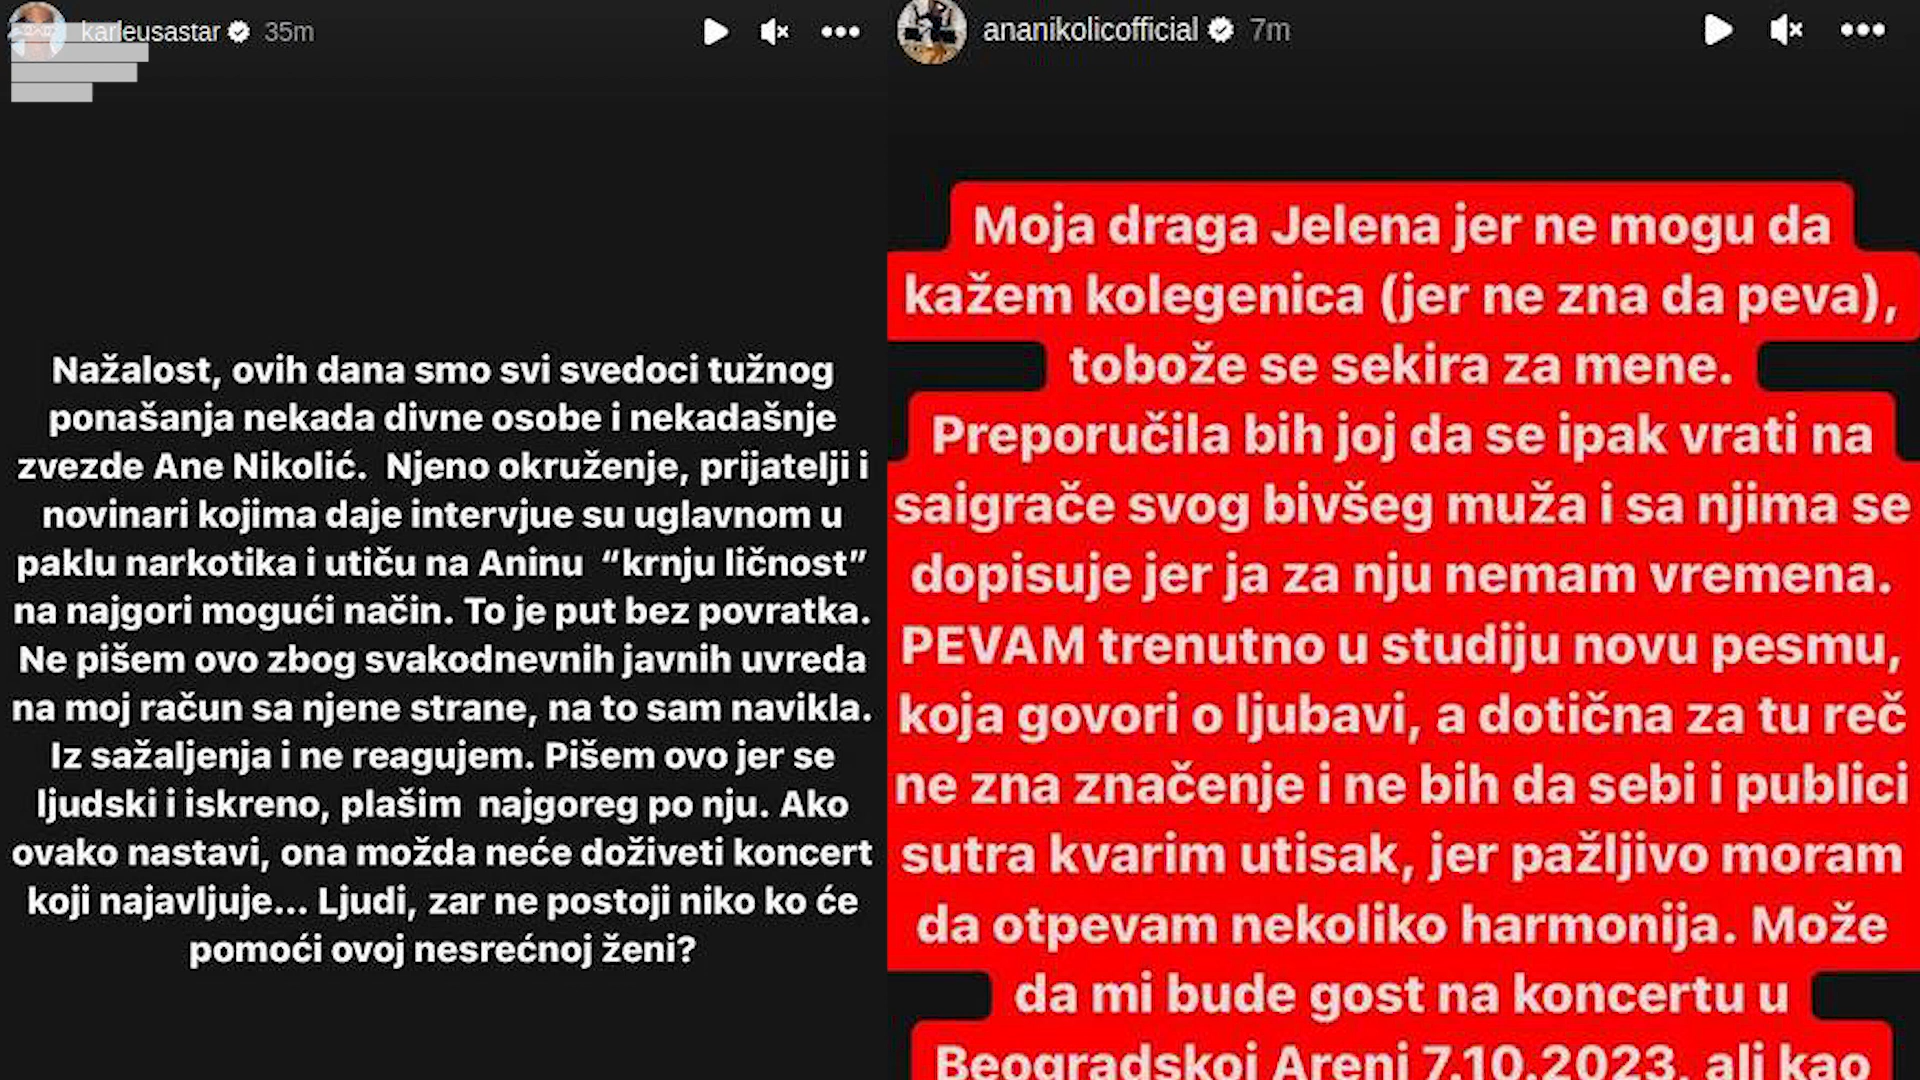 karleusastar 35m
Nažalost, ovih dana smo svi svedoci tužnog
ponašanja nekada divne osobe i nekadašnje
zvezde Ane Nikolić. Njeno okruženje, prijatelji i
novinari kojima daje intervjue su uglavnom u
paklu narkotika i utiču na Aninu “krnju ličnost”
na najgori mogući način. To je put bez povratka.
Ne pišem ovo zbog svakodnevnih javnih uvreda
na moj račun sa njene strane, na to sam navikla.
Iz sažaljenja i ne reagujem. Pišem ovo jer se
ljudski i iskreno, plašim najgoreg po nju. Ako
ovako nastavi, ona možda neće doživeti koncert
koji najavljuje... Ljudi, zar ne postoji niko ko će
pomoći ovoj nesrećnoj ženi?
ananikolicofficial 7m
Moja draga Jelena jer ne mogu da
kažem kolegenica (jer ne zna da peva),
tobože se sekira za mene.
Preporučila bih joj da se ipak vrati na
saigrače svog bivšeg muža i sa njima se
dopisuje jer ja za nju nemam vremena.
PEVAM trenutno u studiju novu pesmu,
koja govori o ljubavi, a dotična za tu reč
ne zna značenje i ne bih da sebi i publici
sutra kvarim utisak, jer pažljivo moram
da otpevam nekoliko harmonija. Može
da mi bude gost na koncertu u
Beogradskoj Areni 7.10.2023, ali kao